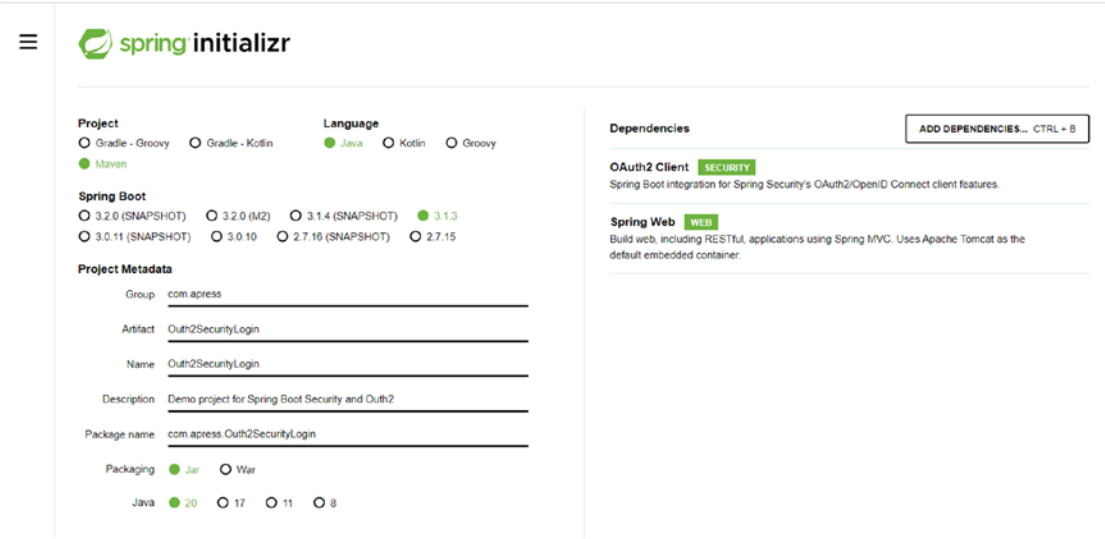 spring initializr
Project
Gradle - Groovy Gradle - Kotlin
Maven
Language
Java Kotlin Groovy
Spring Boot
3.2.0 (SNAPSHOT) 3.2.0 (M2) 3.1.4 (SNAPSHOT) 3.1.3
3.0.11 (SNAPSHOT) 3.0.10 2.7.16 (SNAPSHOT) 2.7.15
Project Metadata
Group com.apress
Artifact Outh2SecurityLogin
Name Outh2SecurityLogin
Description Demo project for Spring Boot Security and Outh2
Package name com.apress.Outh2SecurityLogin
Packaging Jar War
Java 20 17 11 8
Dependencies ADD DEPENDENCIES... CTRL + B
OAuth2 Client SECURITY
Spring Boot integration for Spring Security's OAuth2/OpenID Connect client features.
Spring Web WEB
Build web, including RESTful, applications using Spring MVC. Uses Apache Tomcat as the
default embedded container.